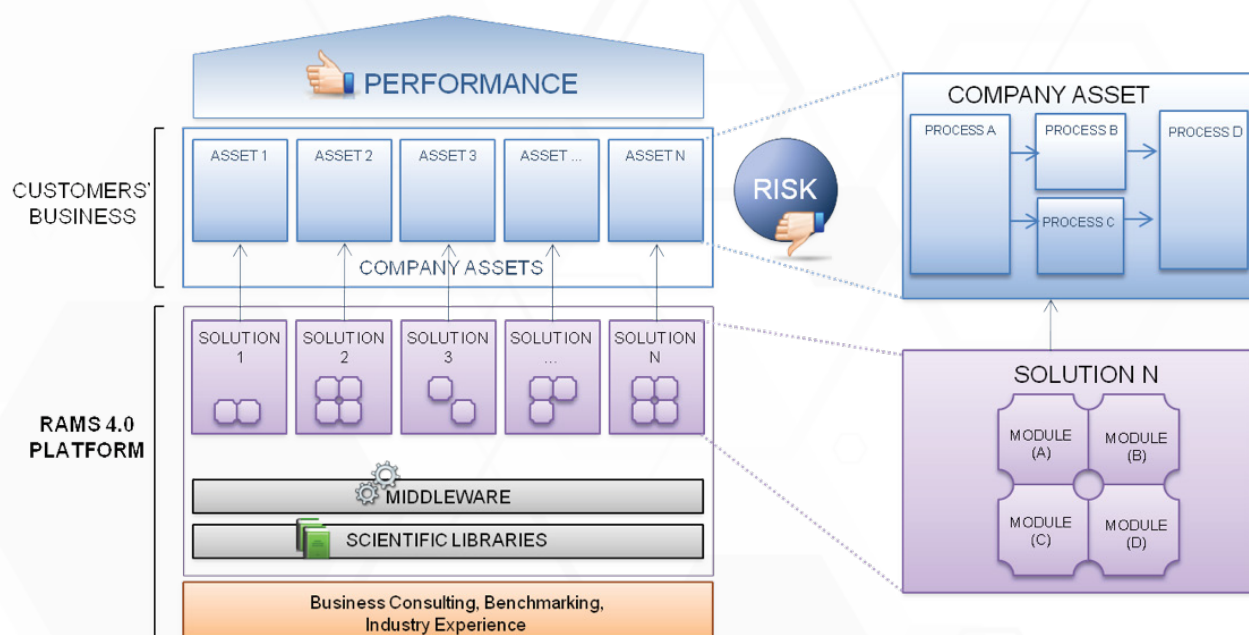 PERFORMANCE
CUSTOMERS'
BUSINESS
ASSET 1
ASSET 2
ASSET 3
ASSET ...
ASSET N
COMPANY ASSETS
RISK
COMPANY ASSET
PROCESS A
PROCESS B
PROCESS C
PROCESS D
RAMS 4.0
PLATFORM
SOLUTION
1
SOLUTION
2
SOLUTION
3
SOLUTION
...
SOLUTION
N
MIDDLEWARE
SCIENTIFIC LIBRARIES
Business Consulting, Benchmarking,
Industry Experience
SOLUTION N
MODULE
(A)
MODULE
(B)
MODULE
(C)
MODULE
(D)